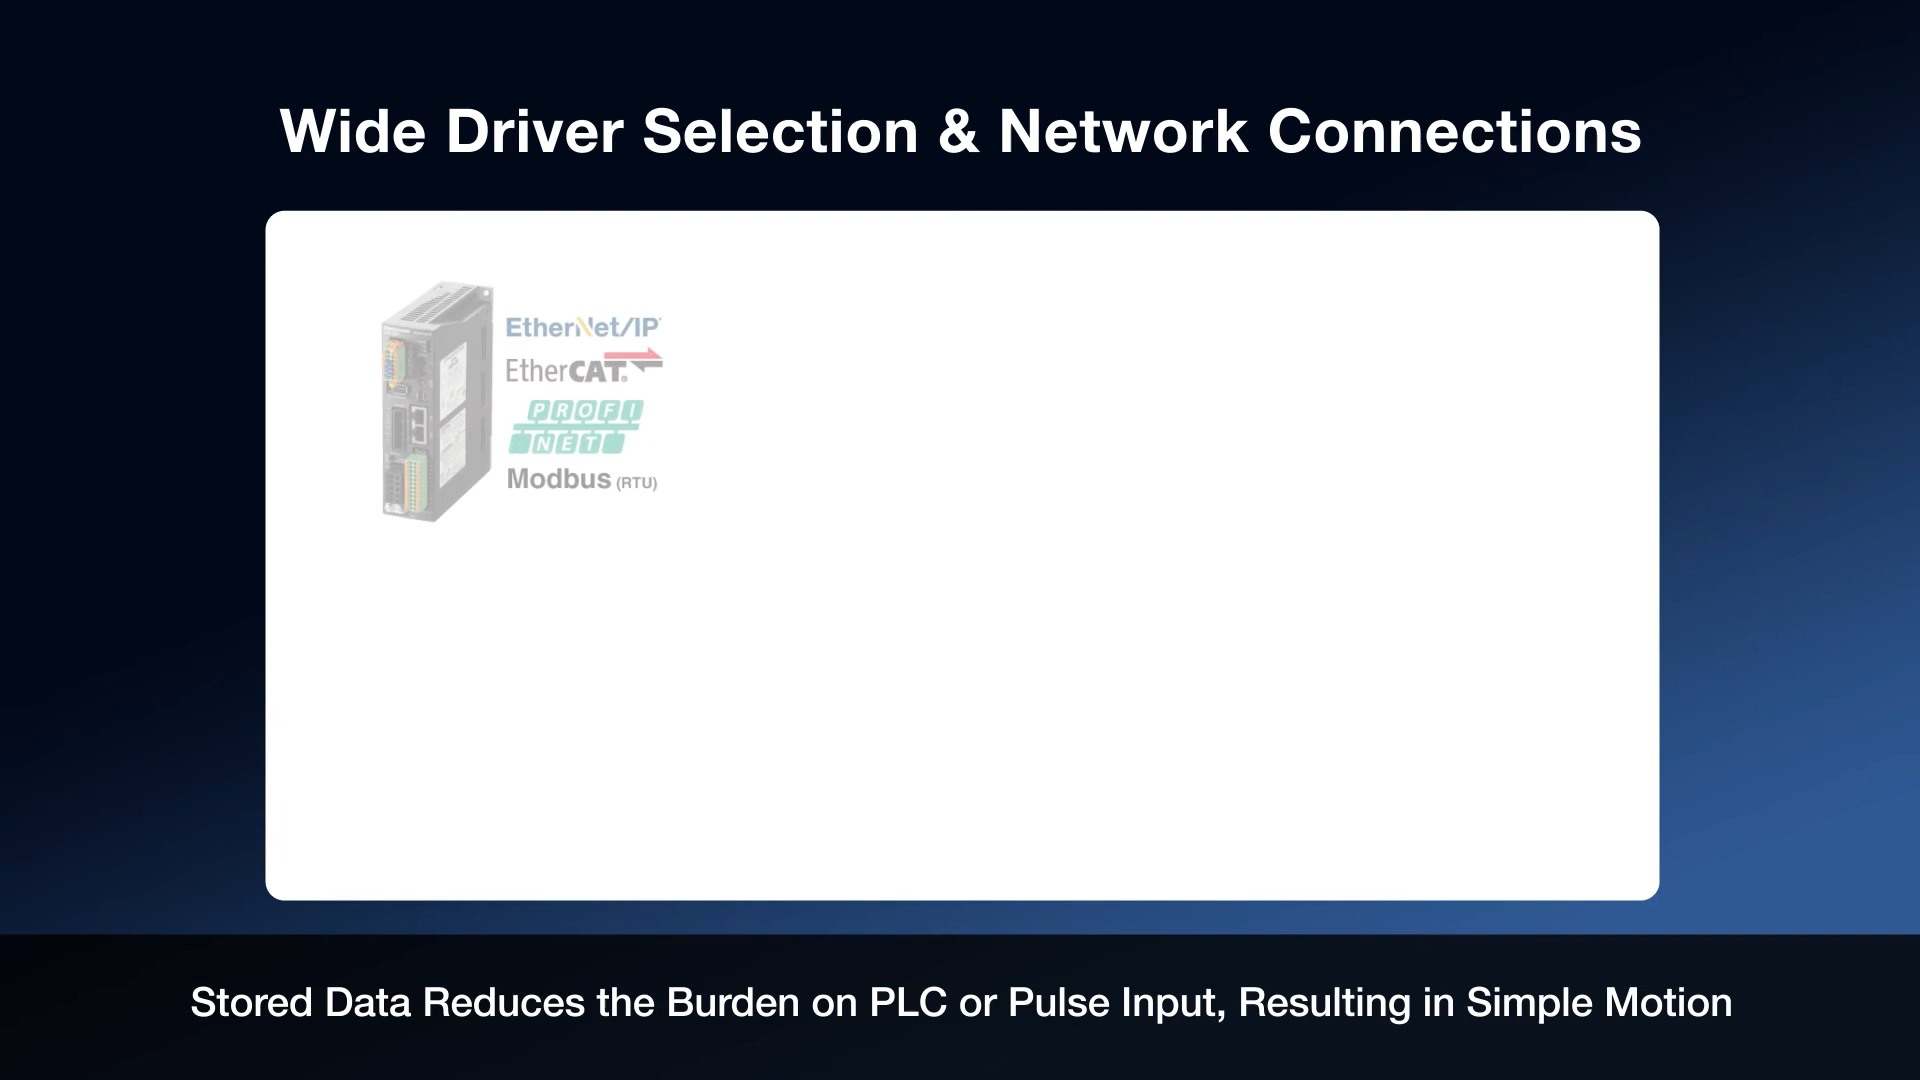 Wide Driver Selection & Network Connections
EtherNet/IP
EtherCAT®
PROFI
NET
Modbus (RTU)
Stored Data Reduces the Burden on PLC or Pulse Input, Resulting in Simple Motion